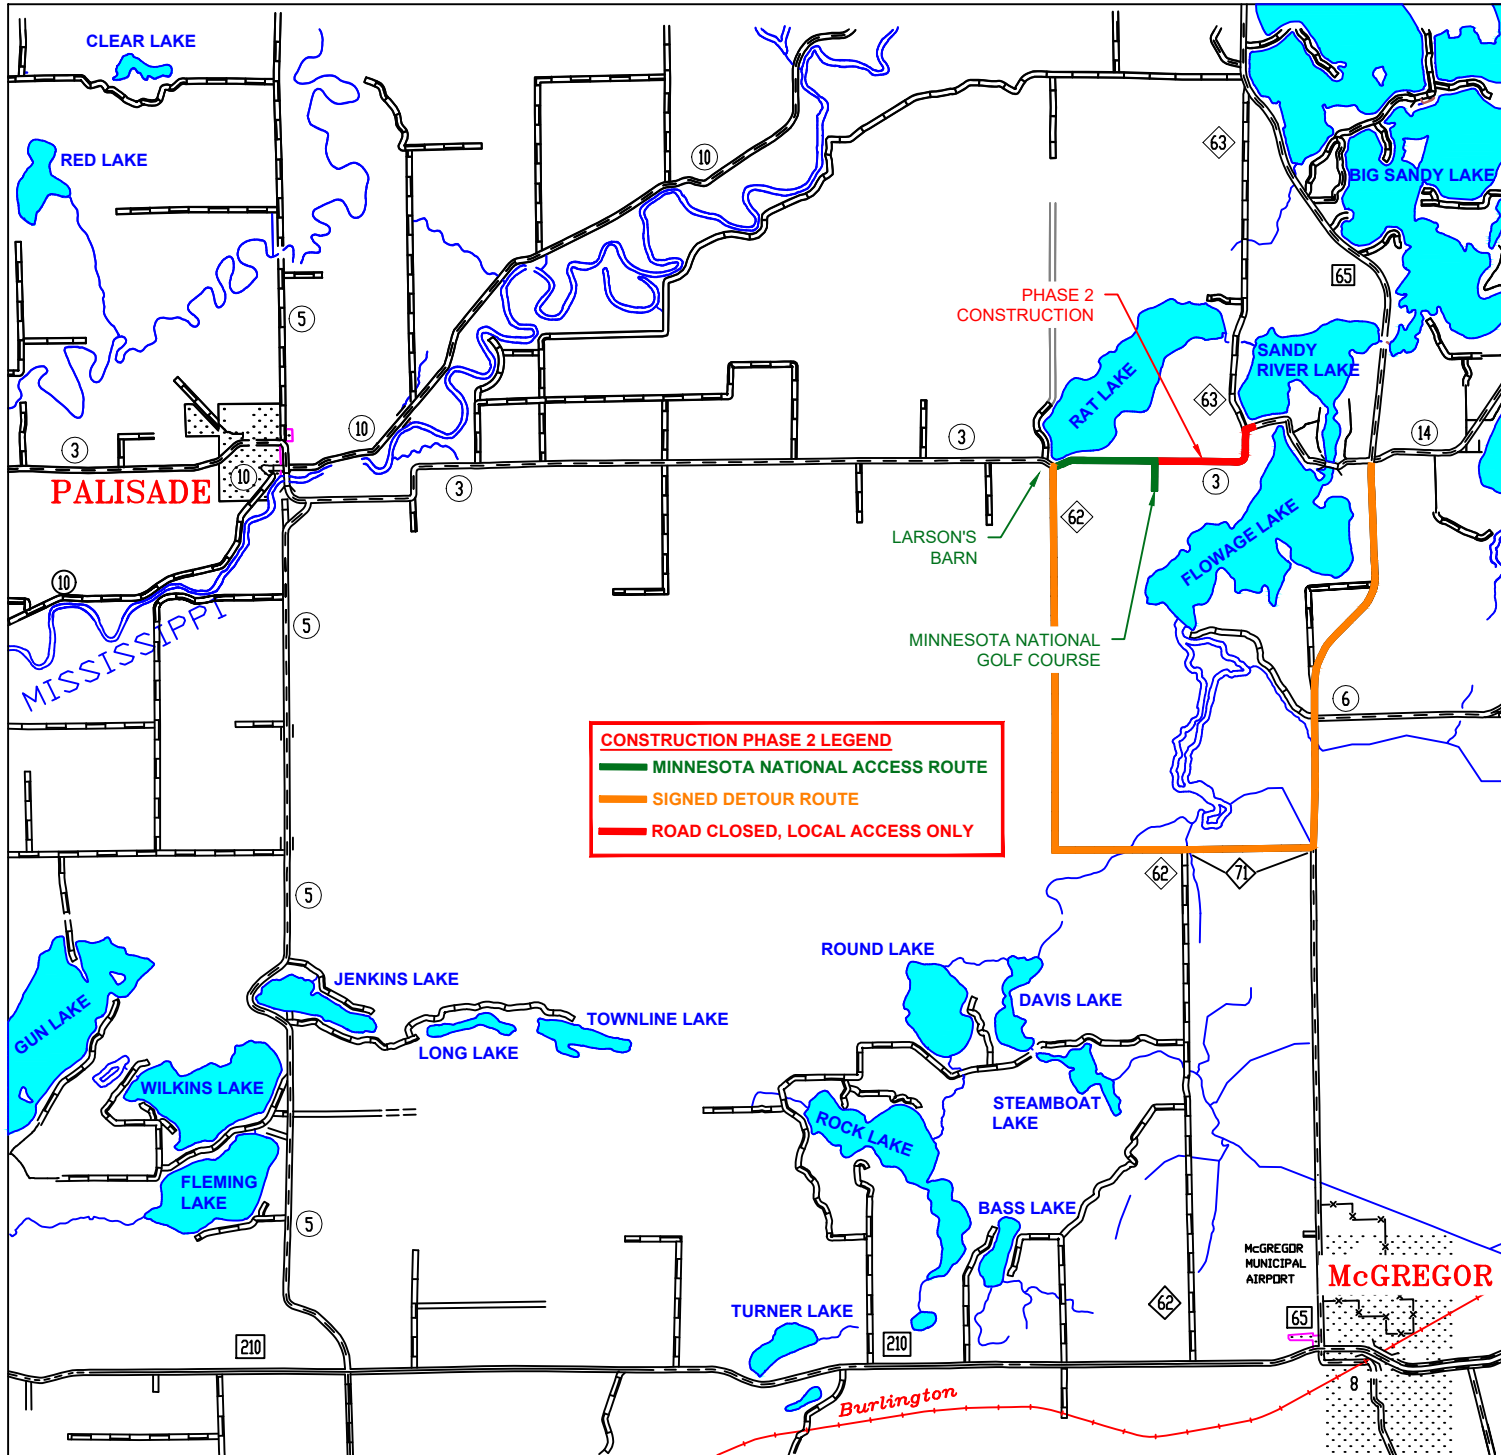 CLEAR LAKE
RED LAKE
10
63
BIG SANDY LAKE
65
5
PHASE 2
CONSTRUCTION
SANDY
RIVER LAKE
RAT LAKE
63
10
3
3
14
PALISADE
10
3
3
62
LARSON'S
BARN
FLOWAGE LAKE
10
MISSISSIPPI
5
MINNESOTA NATIONAL
GOLF COURSE
6
CONSTRUCTION PHASE 2 LEGEND
MINNESOTA NATIONAL ACCESS ROUTE
SIGNED DETOUR ROUTE
ROAD CLOSED, LOCAL ACCESS ONLY
62
71
5
ROUND LAKE
JENKINS LAKE
DAVIS LAKE
GUN LAKE
TOWNLINE LAKE
LONG LAKE
WILKINS LAKE
STEAMBOAT
LAKE
ROCK LAKE
FLEMING
LAKE
BASS LAKE
5
McGREGOR
MUNICIPAL
AIRPORT
McGREGOR
62
TURNER LAKE
65
210
210
8
Burlington